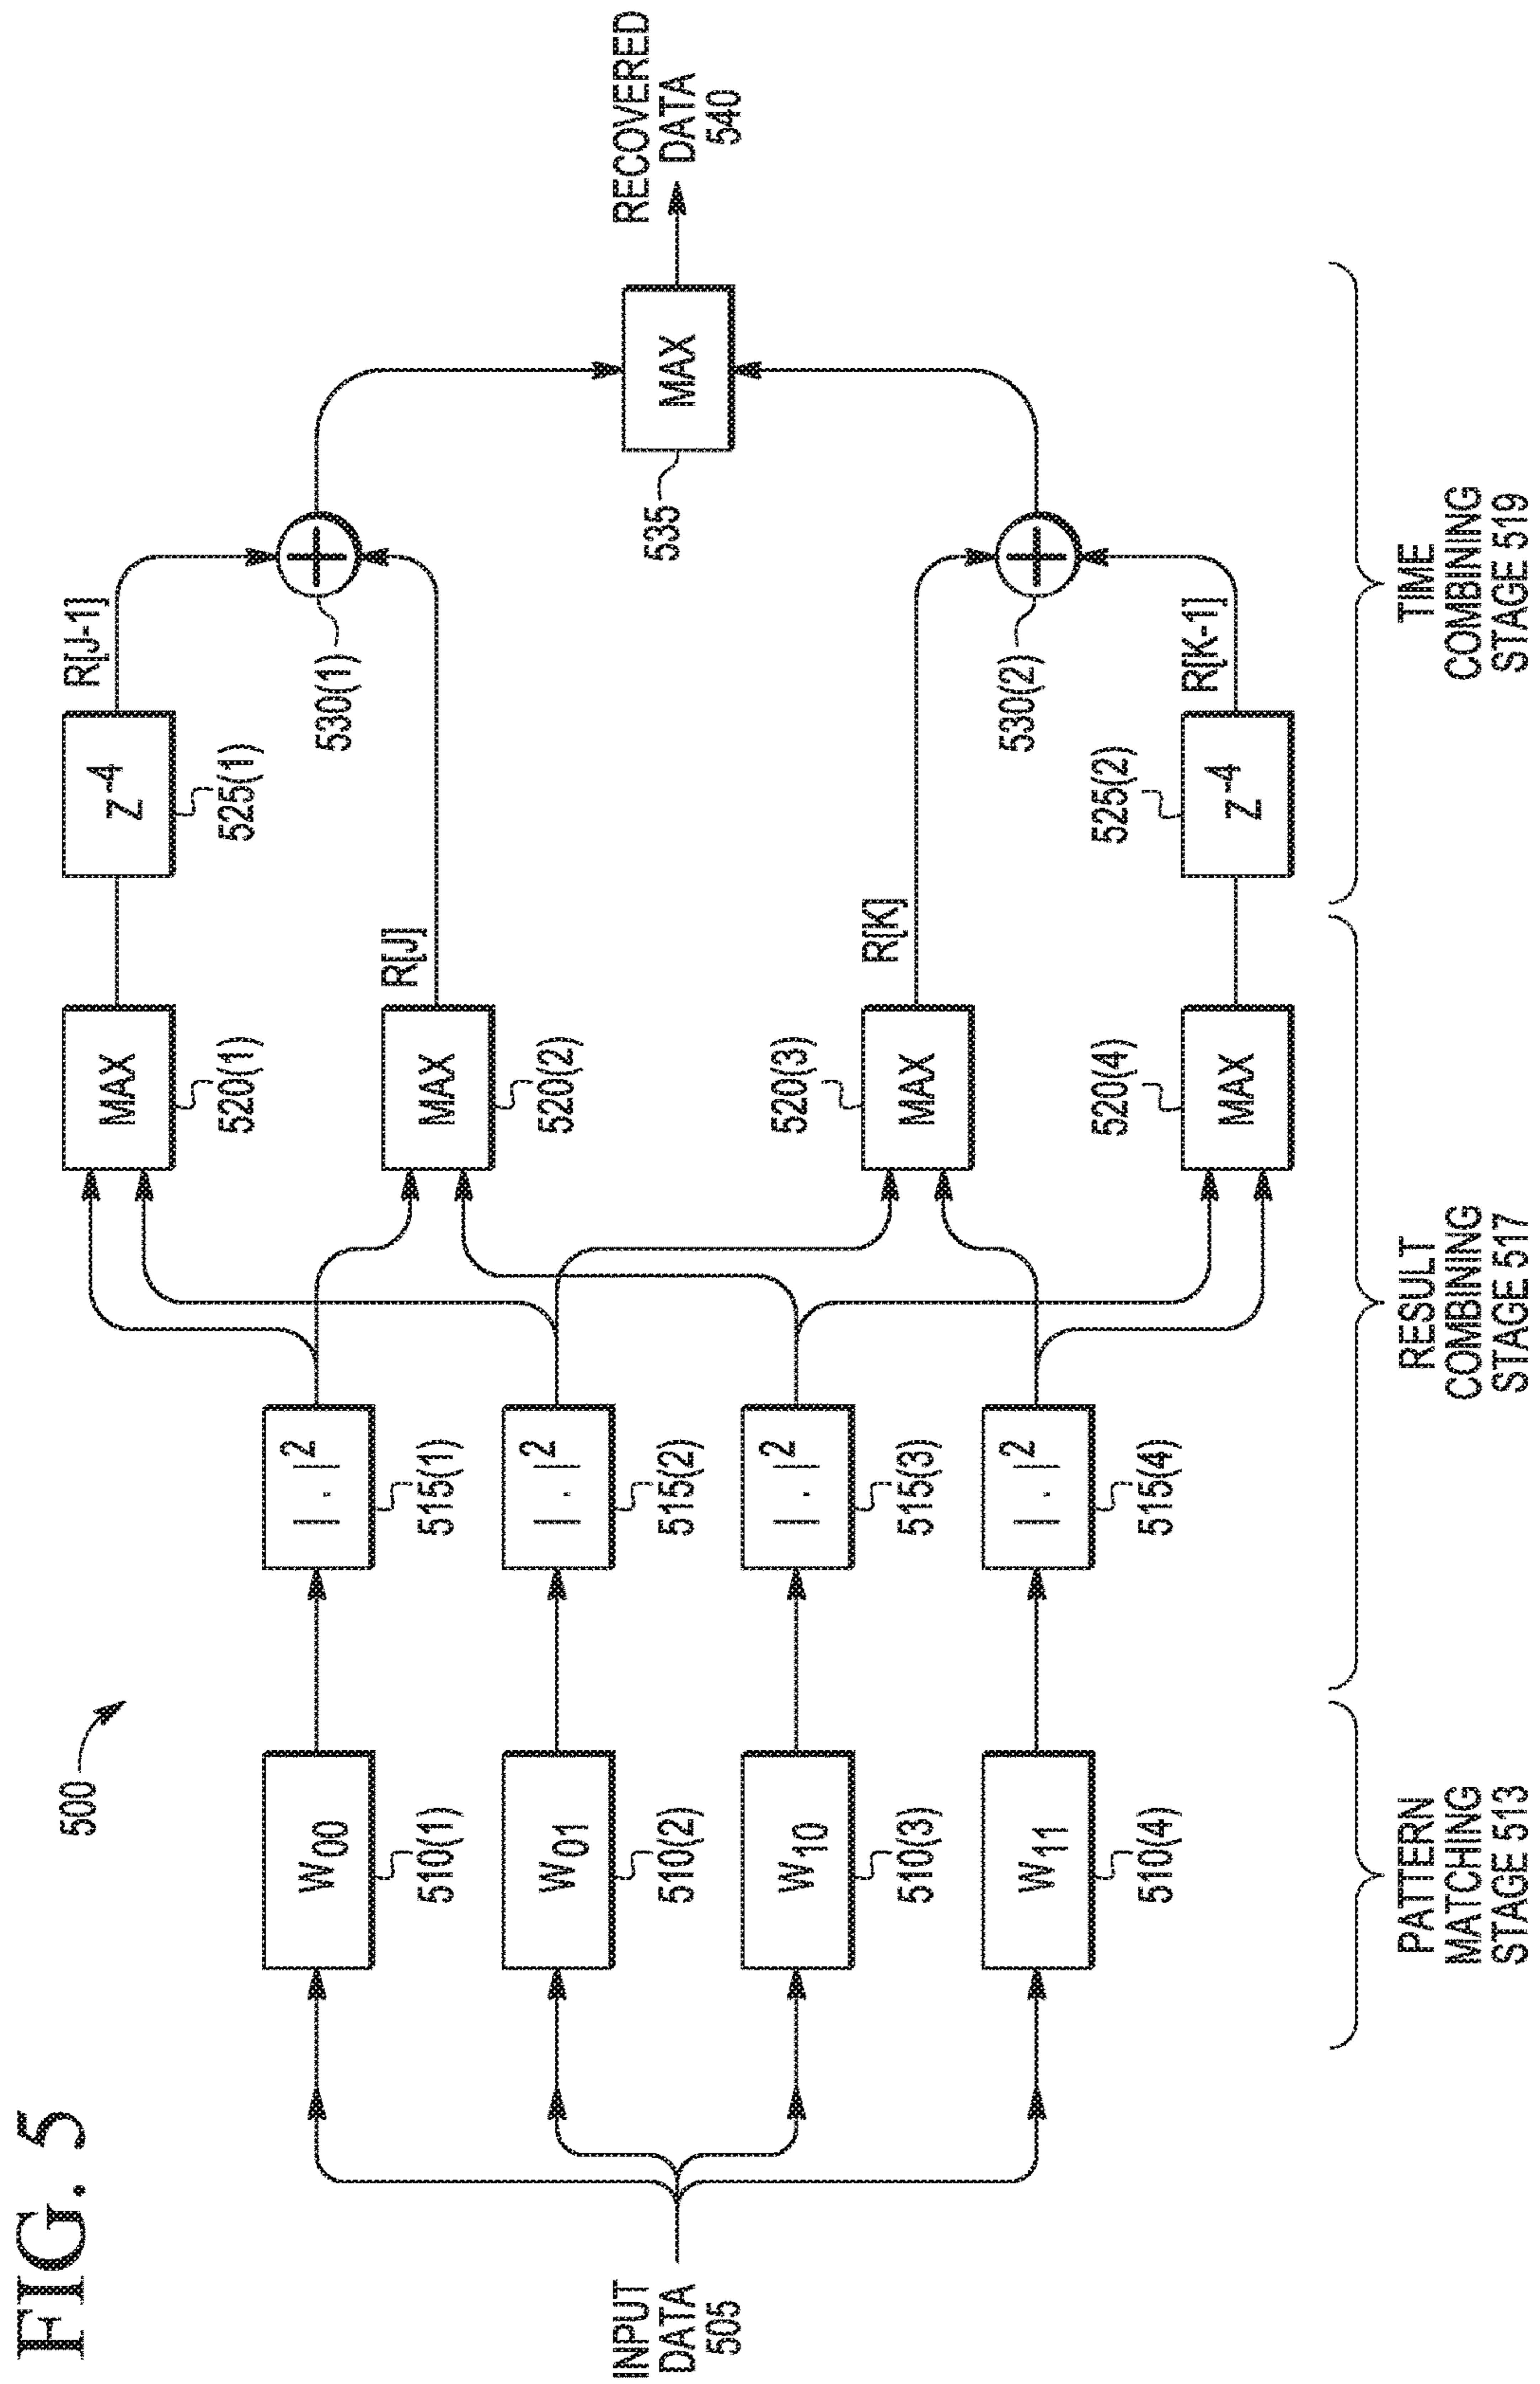 FIG. 5
500
INPUT
DATA
505
W00
510(1)
W01
510(2)
W10
510(3)
W11
510(4)
| . |2
515(1)
| . |2
515(2)
| . |2
515(3)
| . |2
515(4)
MAX
520(1)
MAX
520(2)
MAX
520(3)
MAX
520(4)
R[J]
R[K]
Z-4
525(1)
Z-4
525(2)
R[J-1]
R[K-1]
+
530(1)
+
530(2)
MAX
535
RECOVERED
DATA
540
PATTERN
MATCHING
STAGE 513
RESULT
COMBINING
STAGE 517
TIME
COMBINING
STAGE 519